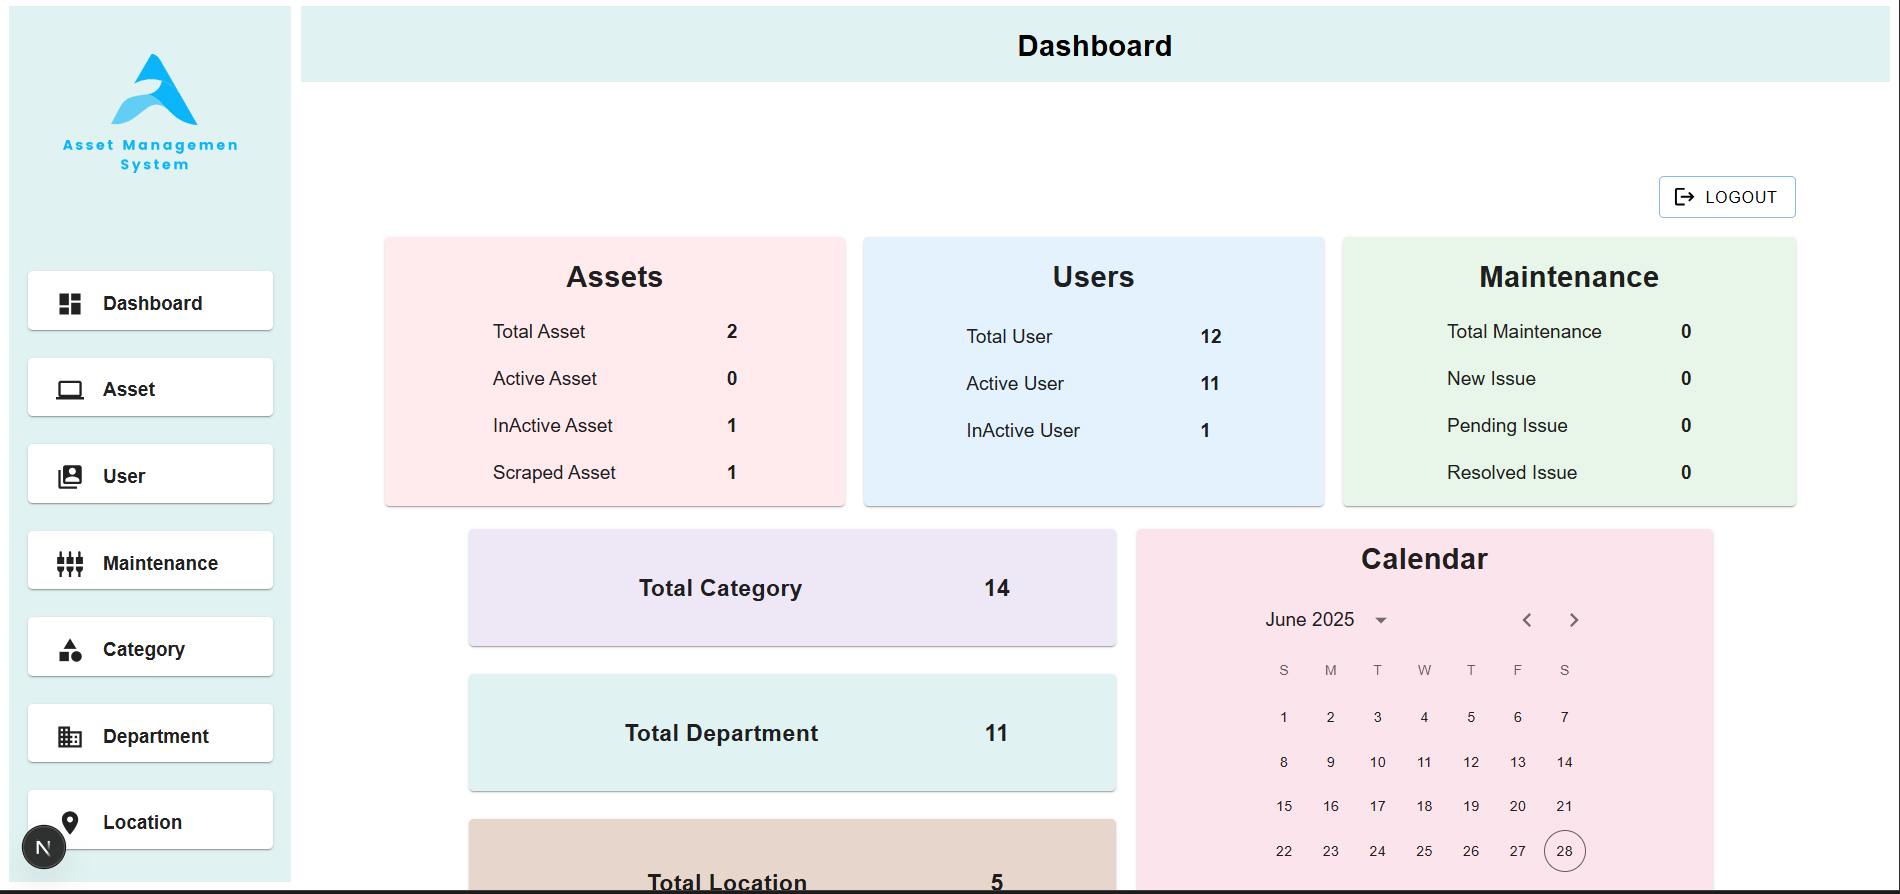 Asset Managemen
System
Dashboard
Asset
User
Maintenance
Category
Department
Location
N
Dashboard
LOGOUT
Assets
Total Asset 2
Active Asset 0
InActive Asset 1
Scraped Asset 1
Users
Total User 12
Active User 11
InActive User 1
Maintenance
Total Maintenance 0
New Issue 0
Pending Issue 0
Resolved Issue 0
Total Category 14
Total Department 11
Total Location 5
Calendar
June 2025
S M T W T F S
1 2 3 4 5 6 7
8 9 10 11 12 13 14
15 16 17 18 19 20 21
22 23 24 25 26 27 28